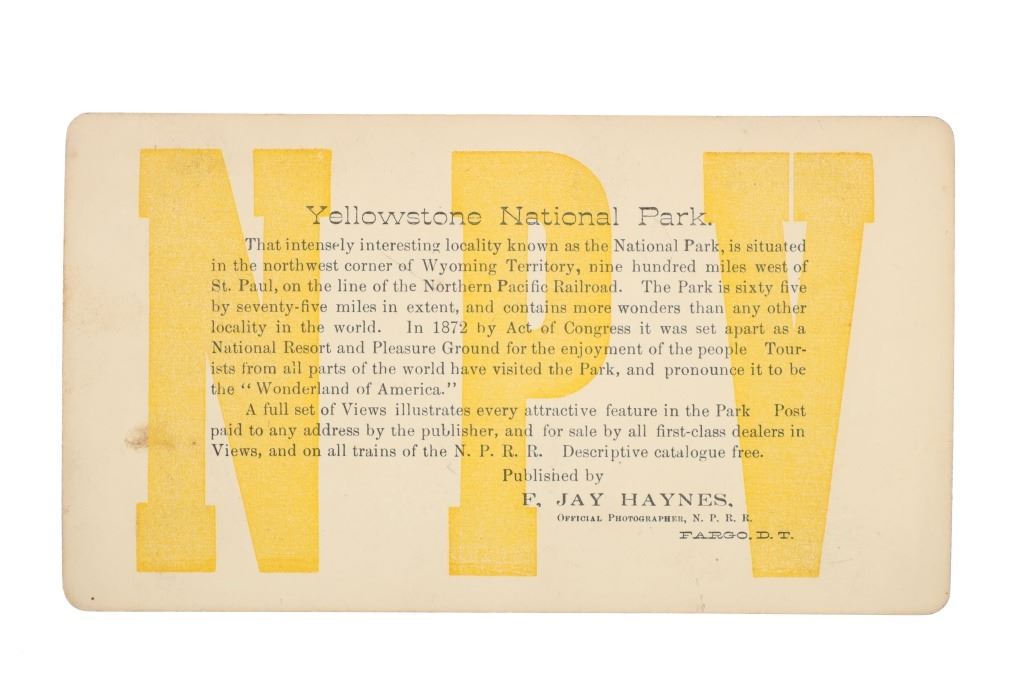 N P V
Yellowstone National Park.
That intensely interesting locality known as the National Park, is situated
in the northwest corner of Wyoming Territory, nine hundred miles west of
St. Paul, on the line of the Northern Pacific Railroad. The Park is sixty five
by seventy-five miles in extent, and contains more wonders than any other
locality in the world. In 1872 by Act of Congress it was set apart as a
National Resort and Pleasure Ground for the enjoyment of the people Tour-
ists from all parts of the world have visited the Park, and pronounce it to be
the "Wonderland of America."
A full set of Views illustrates every attractive feature in the Park Post
paid to any address by the publisher, and for sale by all first-class dealers in
Views, and on all trains of the N. P. R. R. Descriptive catalogue free.
Published by
F, JAY HAYNES,
OFFICIAL PHOTOGRAPHER, N. P. R. R.
FARGO, D. T.